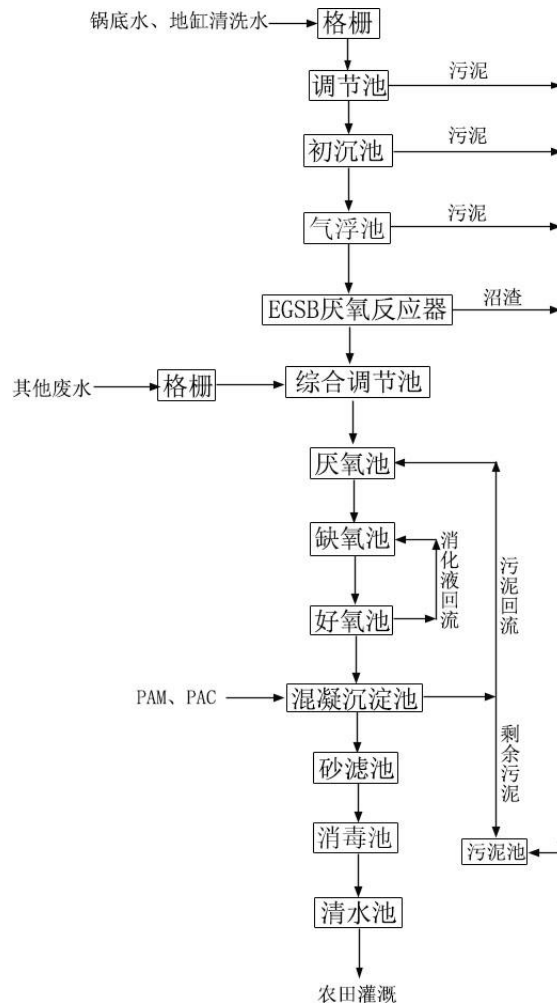 锅底水、地缸清洗水
格栅
调节池
污泥
初沉池
污泥
气浮池
污泥
EGSB厌氧反应器
沼渣
其他废水
格栅
综合调节池
厌氧池
缺氧池
消化液回流
污泥回流
好氧池
PAM、PAC
混凝沉淀池
砂滤池
剩余污泥
消毒池
污泥池
清水池
农田灌溉